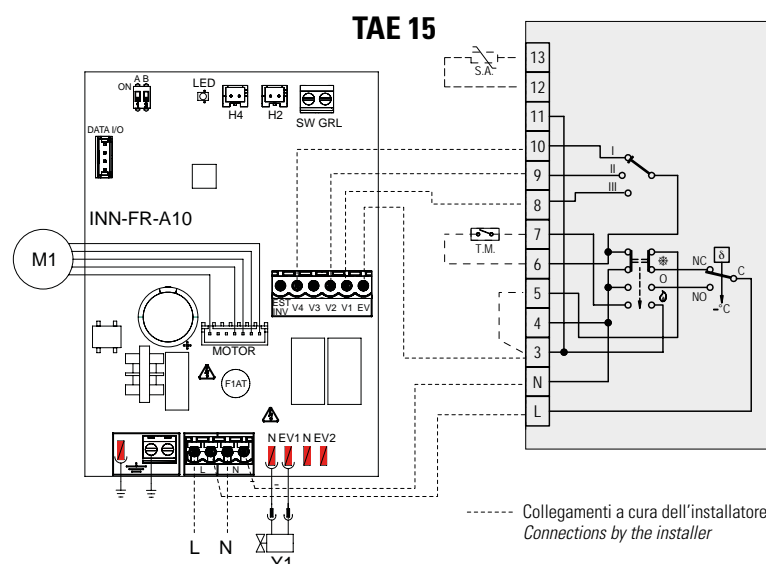 TAE 15
A B
ON
LED
H4
H2
SW GRL
DATA I/O
INN-FR-A10
M1
EST INV
V4
V3
V2
V1
EV
MOTOR
F1AT
N EV1 N EV2
L
N
L
N
Y1
S.A.
T.M.
13
12
11
10
9
8
7
6
5
4
3
N
L
I
II
III
O
NC
NO
C
δ
-°C
Collegamenti a cura dell'installatore
Connections by the installer